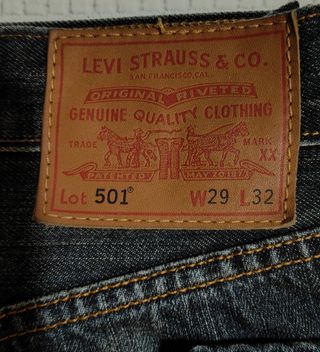 LEVI STRAUSS & CO.
SAN FRANCISCO, CAL.
ORIGINAL RIVETED
GENUINE QUALITY CLOTHING
TRADE MARK
XX
PATENTED MAY 20 1873
Lot 501® W29 L32